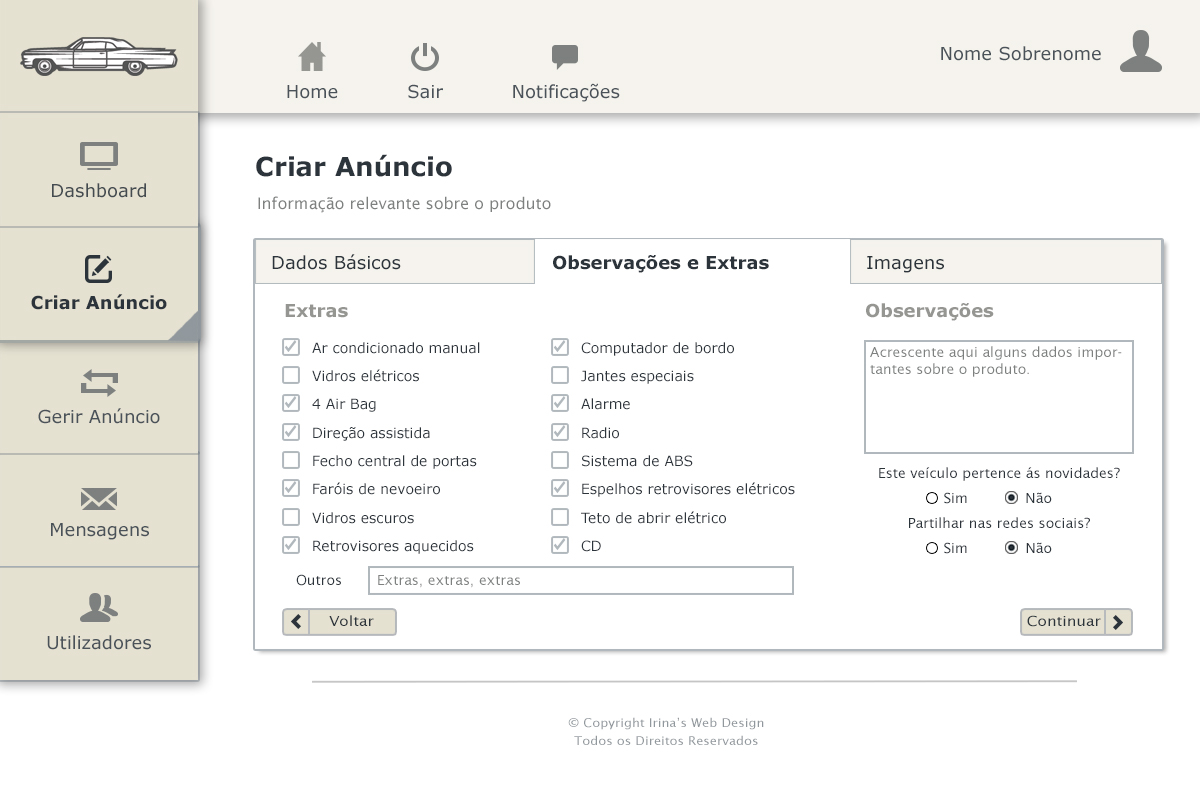 Home
Sair
Notificações
Nome Sobrenome
Dashboard
Criar Anúncio
Gerir Anúncio
Mensagens
Utilizadores
Criar Anúncio
Informação relevante sobre o produto
Dados Básicos
Observações e Extras
Imagens
Extras
Ar condicionado manual
Vidros elétricos
4 Air Bag
Direção assistida
Fecho central de portas
Faróis de nevoeiro
Vidros escuros
Retrovisores aquecidos
Computador de bordo
Jantes especiais
Alarme
Radio
Sistema de ABS
Espelhos retrovisores elétricos
Teto de abrir elétrico
CD
Outros
Extras, extras, extras
Observações
Acrescente aqui alguns dados impor-
tantes sobre o produto.
Este veículo pertence ás novidades?
Sim Não
Partilhar nas redes sociais?
Sim Não
Voltar
Continuar
© Copyright Irina's Web Design
Todos os Direitos Reservados